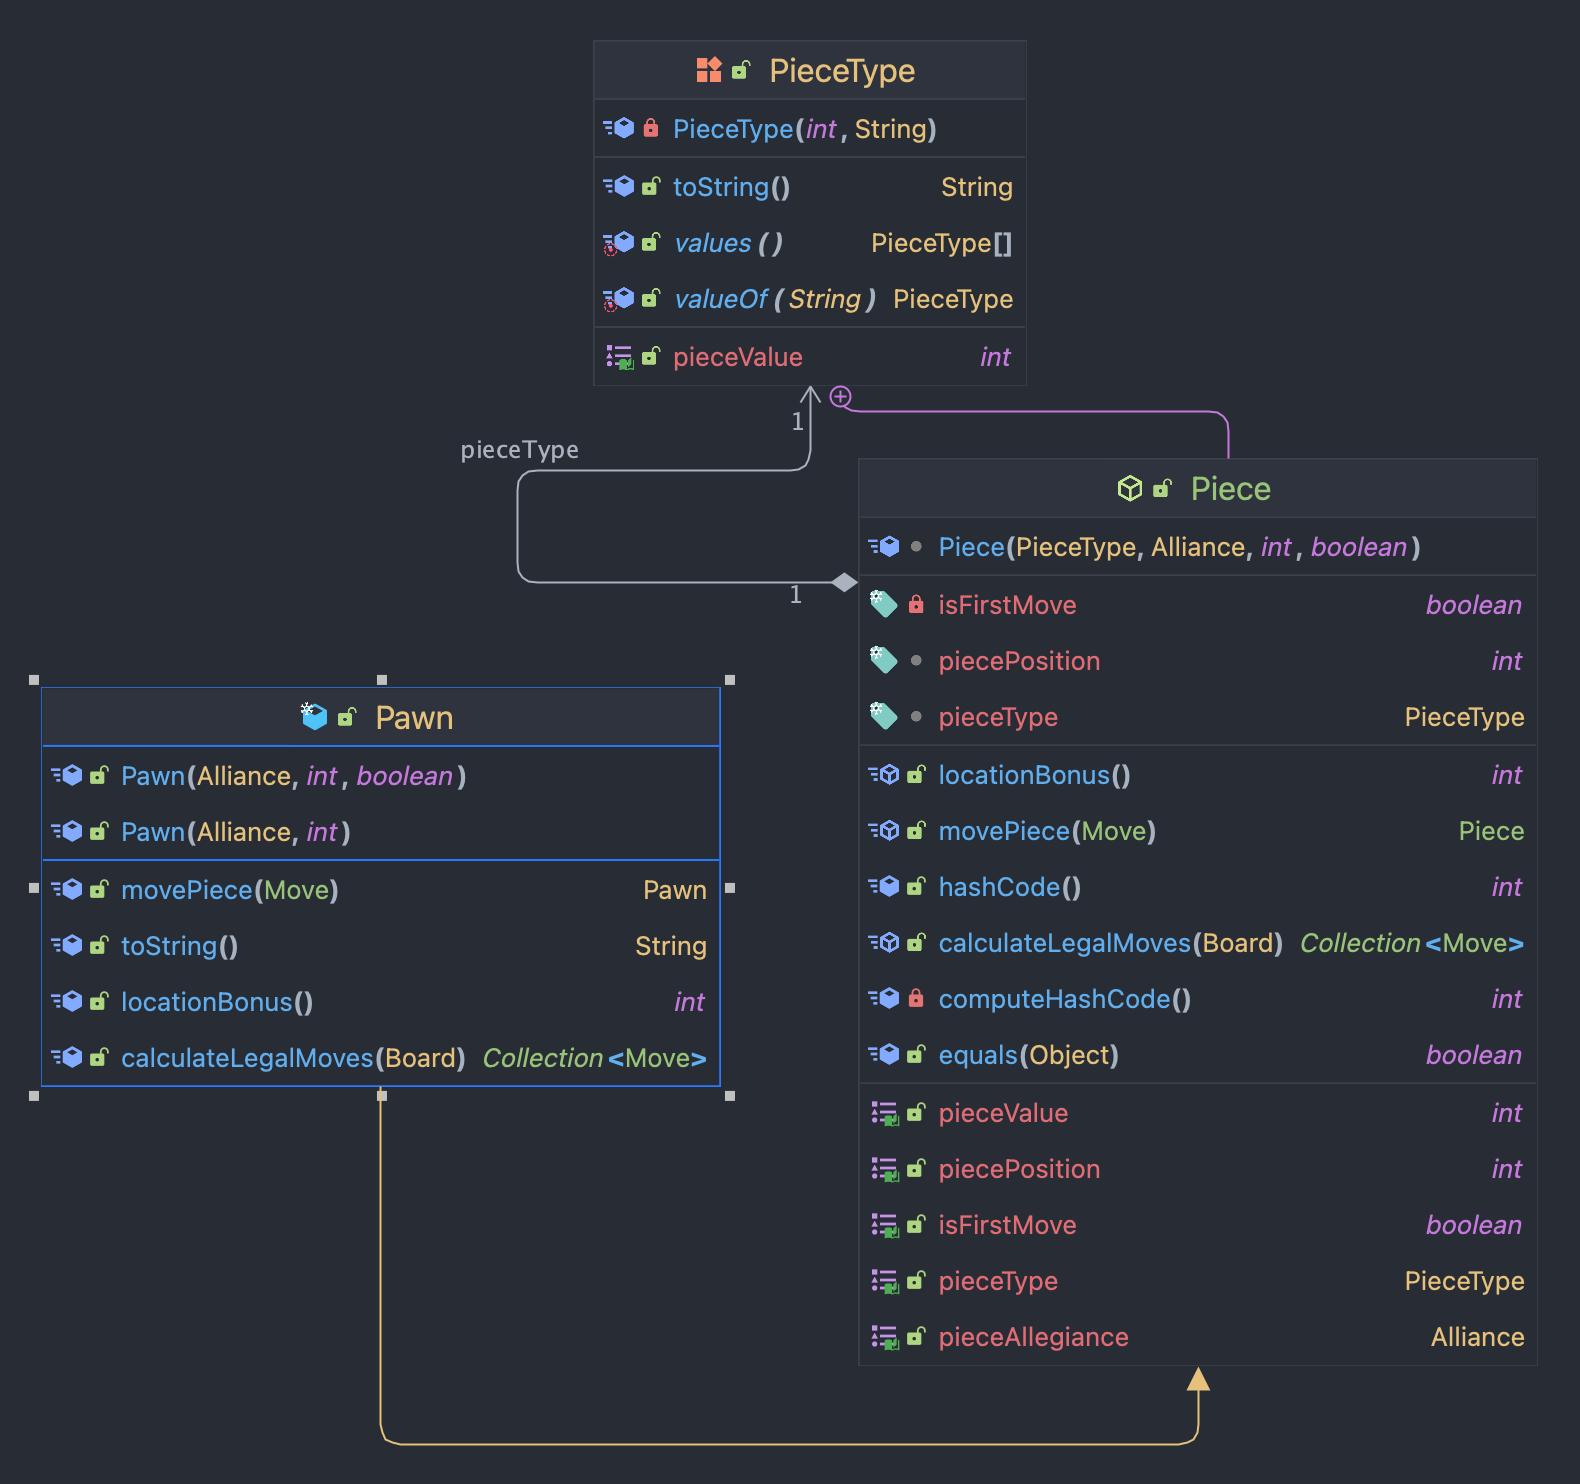 PieceType
PieceType(int, String)
toString() String
values() PieceType[]
valueOf(String) PieceType
pieceValue int
1
pieceType
1
Piece
Piece(PieceType, Alliance, int, boolean)
isFirstMove boolean
piecePosition int
pieceType PieceType
locationBonus() int
movePiece(Move) Piece
hashCode() int
calculateLegalMoves(Board) Collection<Move>
computeHashCode() int
equals(Object) boolean
pieceValue int
piecePosition int
isFirstMove boolean
pieceType PieceType
pieceAllegiance Alliance
Pawn
Pawn(Alliance, int, boolean)
Pawn(Alliance, int)
movePiece(Move) Pawn
toString() String
locationBonus() int
calculateLegalMoves(Board) Collection<Move>